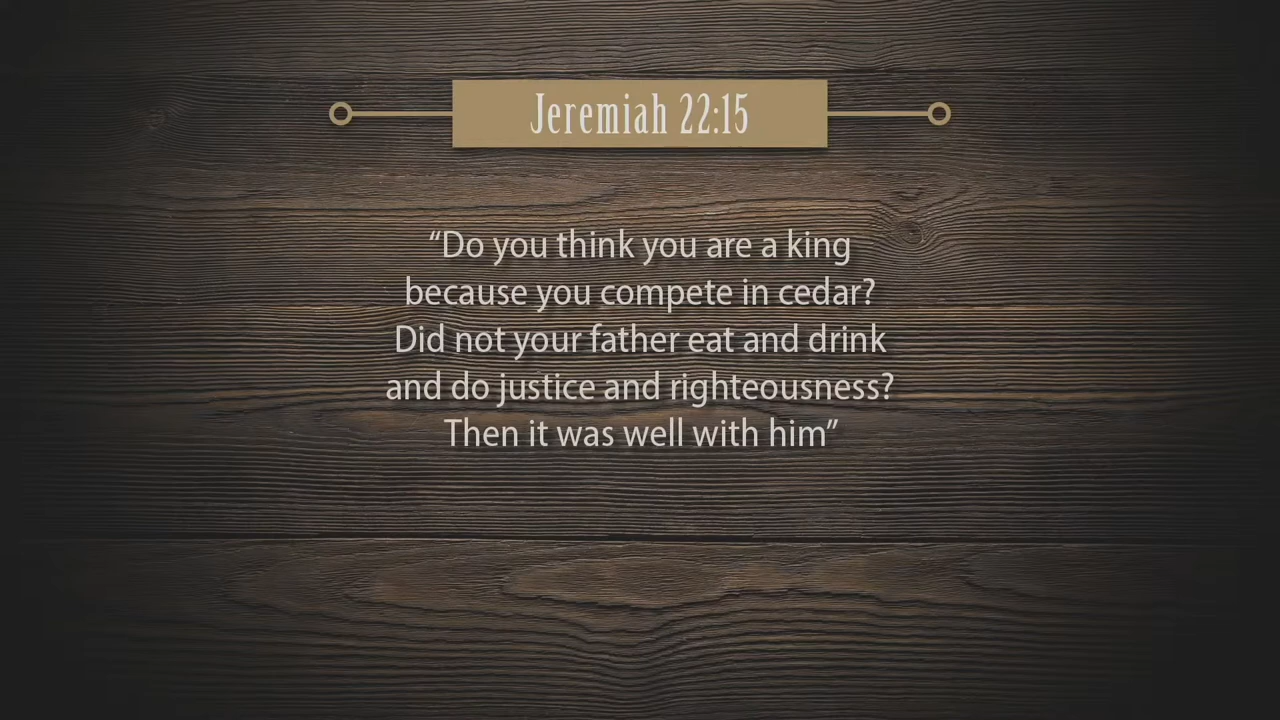 Jeremiah 22:15
“Do you think you are a king
because you compete in cedar?
Did not your father eat and drink
and do justice and righteousness?
Then it was well with him”